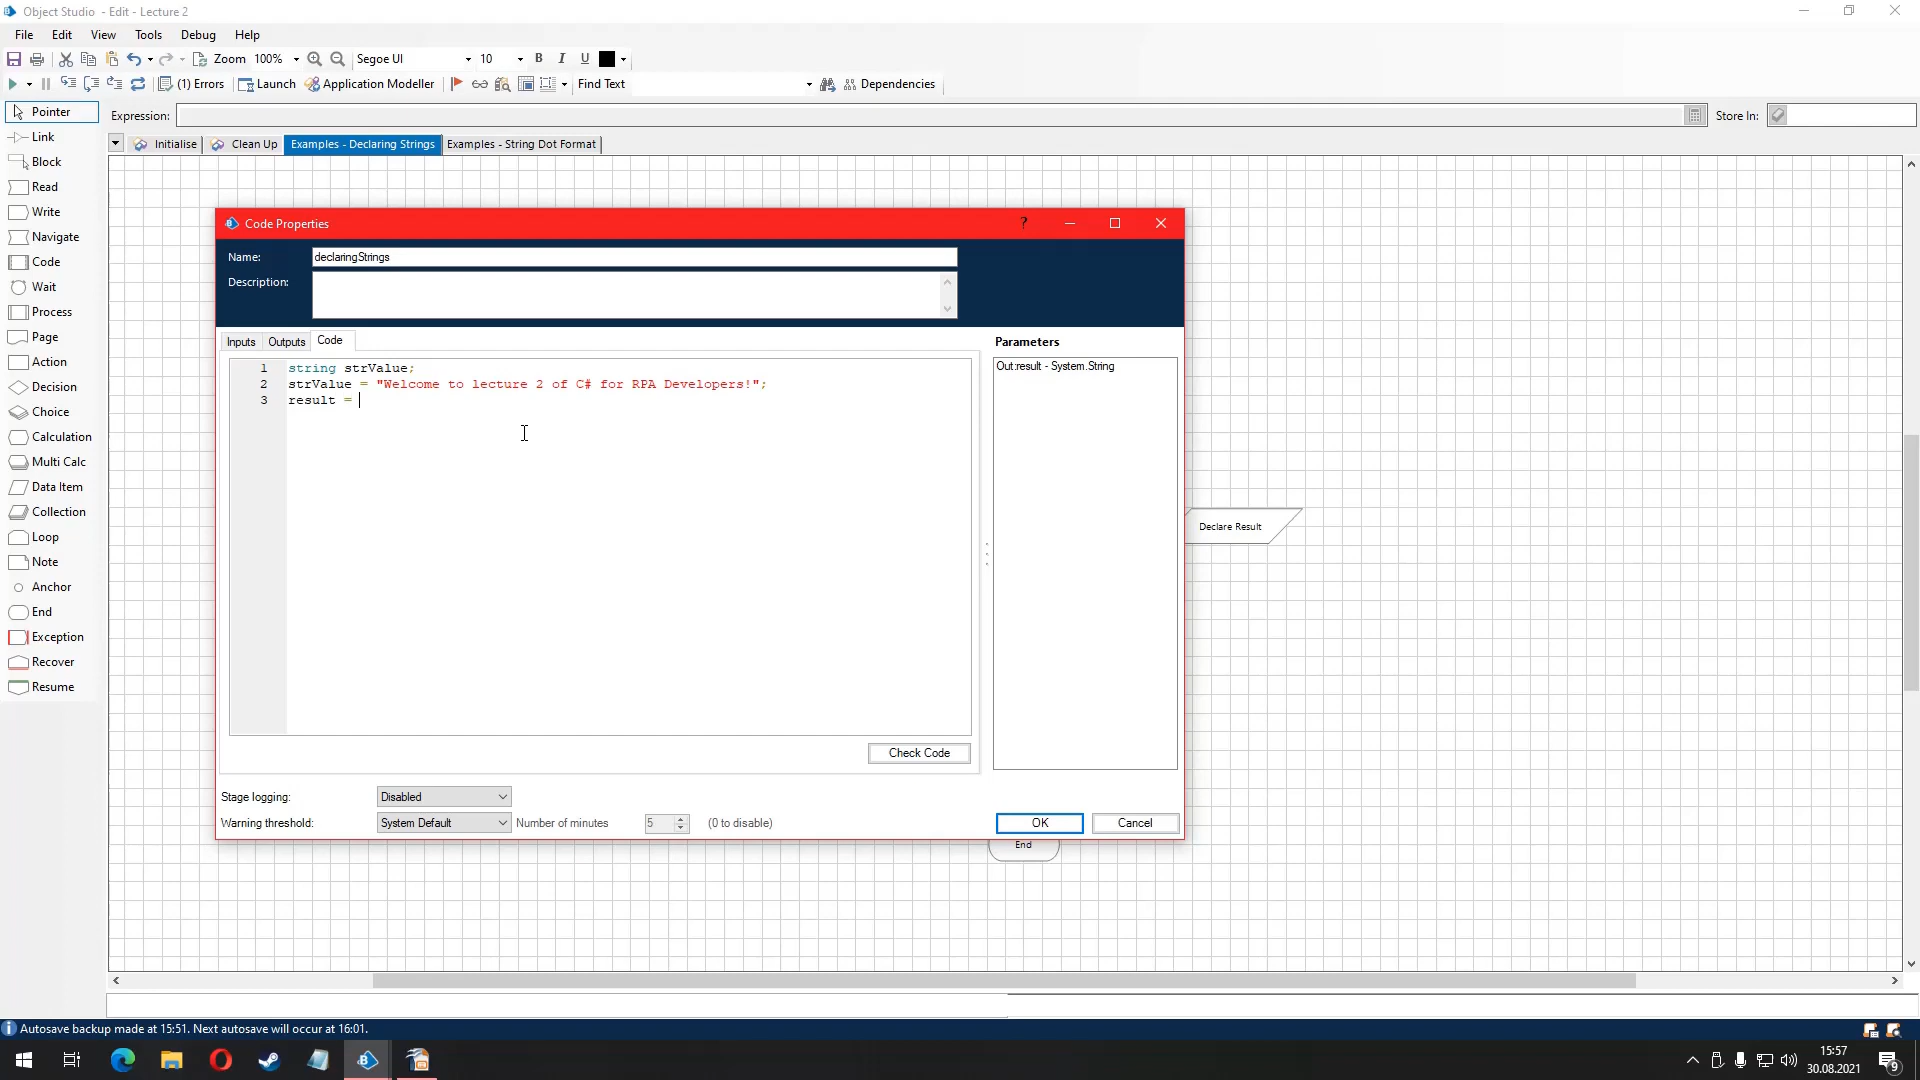 Object Studio - Edit - Lecture 2
File Edit View Tools Debug Help
Zoom 100% Segoe UI 10 B I U
(1) Errors Launch Application Modeller Find Text Dependencies
Pointer
Expression: Store In:
Link
Initialise Clean Up Examples - Declaring Strings Examples - String Dot Format
Block
Read
Write
Navigate
Code
Wait
Process
Page
Action
Decision
Choice
Calculation
Multi Calc
Data Item
Collection
Loop
Note
Anchor
End
Exception
Recover
Resume
Code Properties ?
Name: declaringStrings
Description:
Inputs Outputs Code
Parameters
1 string strValue;
2 strValue = "Welcome to lecture 2 of C# for RPA Developers!";
3 result =
Out:result - System.String
Check Code
Stage logging: Disabled
Warning threshold: System Default Number of minutes 5 (0 to disable)
OK Cancel
Declare Result
End
Autosave backup made at 15:51. Next autosave will occur at 16:01.
15:57
30.08.2021
9